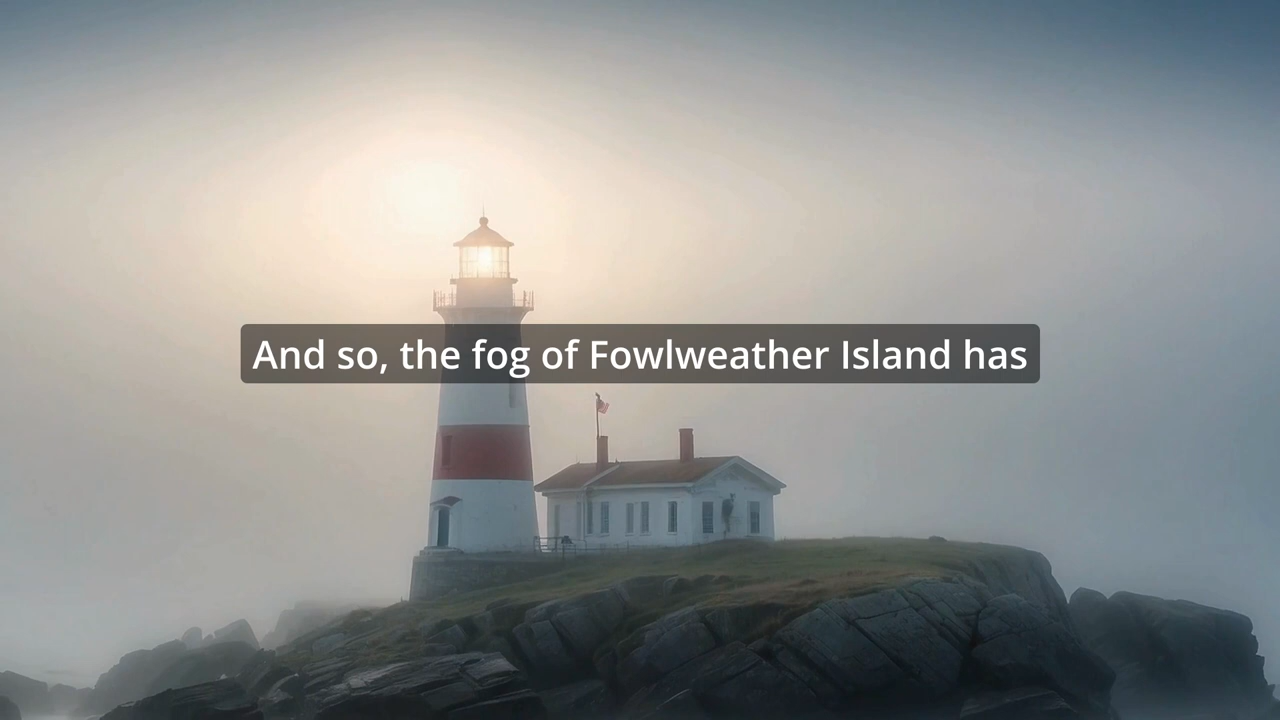 And so, the fog of Fowlweather Island has